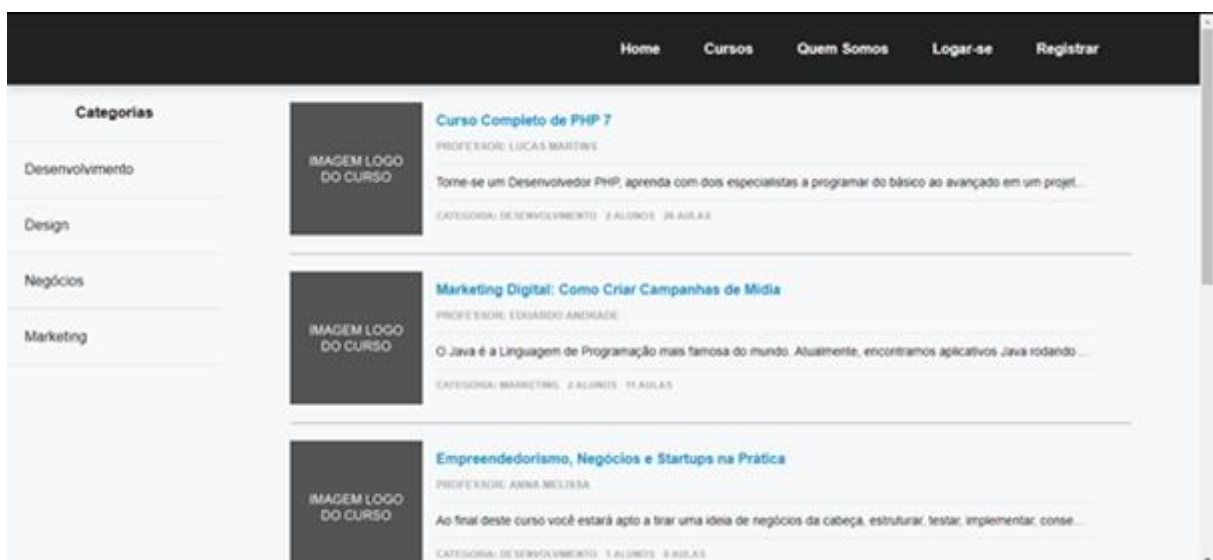 Home Cursos Quem Somos Logar-se Registrar
Categorias
Desenvolvimento
Design
Negócios
Marketing
IMAGEM LOGO
DO CURSO
Curso Completo de PHP 7
PROFESSOR: LUCAS MARTINS
Torne-se um Desenvolvedor PHP, aprenda com dois especialistas a programar do básico ao avançado em um projet...
CATEGORIA: DESENVOLVIMENTO 2 ALUNOS 26 AULAS
IMAGEM LOGO
DO CURSO
Marketing Digital: Como Criar Campanhas de Mídia
PROFESSOR: EDUARDO ANDRADE
O Java é a Linguagem de Programação mais famosa do mundo. Atualmente, encontramos aplicativos Java rodando ...
CATEGORIA: MARKETING 2 ALUNOS 11 AULAS
IMAGEM LOGO
DO CURSO
Empreendedorismo, Negócios e Startups na Prática
PROFESSOR: ANNA MELISSA
Ao final deste curso você estará apto a tirar uma ideia de negócios da cabeça, estruturar, testar, implementar, conse...
CATEGORIA: DESENVOLVIMENTO 1 ALUNOS AULAS